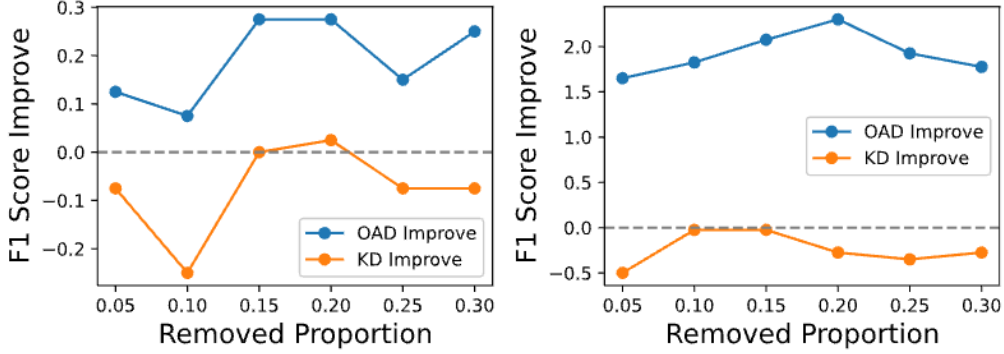 F1 Score Improve
0.3
0.2
0.1
0.0
−0.1
−0.2
OAD Improve
KD Improve
0.05 0.10 0.15 0.20 0.25 0.30
Removed Proportion
F1 Score Improve
2.0
1.5
1.0
0.5
0.0
−0.5
OAD Improve
KD Improve
0.05 0.10 0.15 0.20 0.25 0.30
Removed Proportion